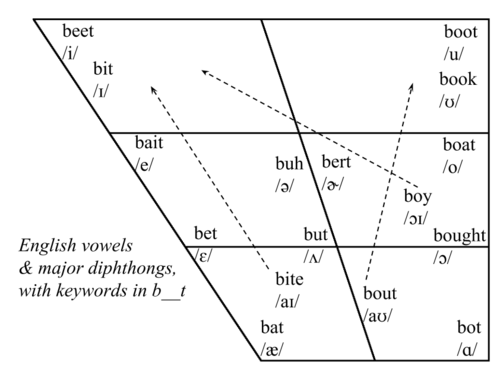 beet
/i/
boot
/u/
bit
/ɪ/
book
/ʊ/
bait
/e/
buh
/ə/
bert
/ɚ/
boat
/o/
boy
/ɔɪ/
bet
/ɛ/
but
/ʌ/
bought
/ɔ/
English vowels
& major diphthongs,
with keywords in b__t
bite
/aɪ/
bout
/aʊ/
bat
/æ/
bot
/ɑ/